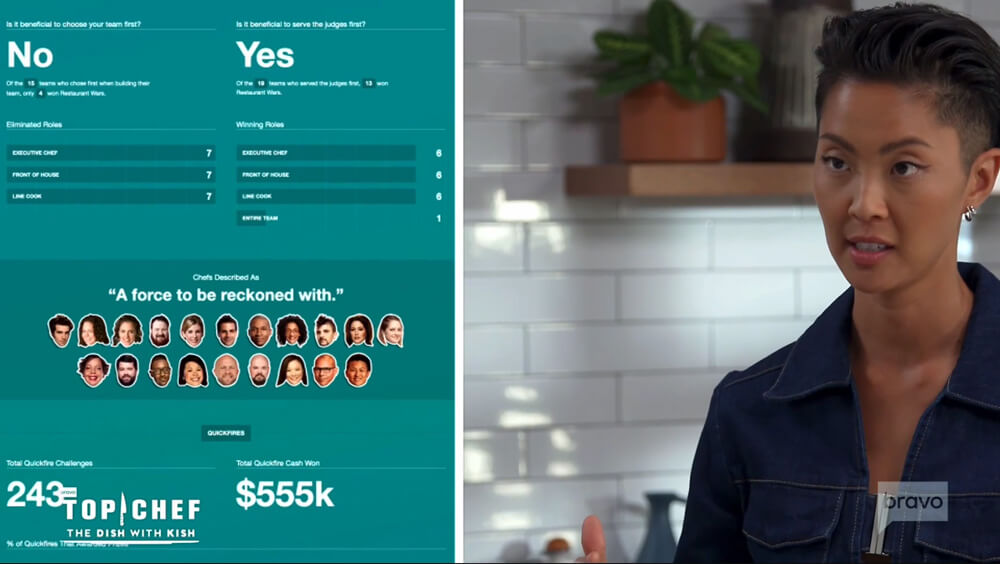 Is it beneficial to choose your team first?
No
Of the 15 teams who chose first when building their
team, only 4 won Restaurant Wars.
Is it beneficial to serve the judges first?
Yes
Of the 19 teams who served the judges first, 13 won
Restaurant Wars.
Eliminated Roles
EXECUTIVE CHEF 7
FRONT OF HOUSE 7
LINE COOK 7
Winning Roles
EXECUTIVE CHEF 6
FRONT OF HOUSE 6
LINE COOK 6
ENTIRE TEAM 1
Chefs Described As
“A force to be reckoned with.”
QUICKFIRES
Total Quickfire Challenges
243
Total Quickfire Cash Won
$555k
bravo
TOP CHEF
THE DISH WITH KISH
% of Quickfires That Awarded Prizes
bravo